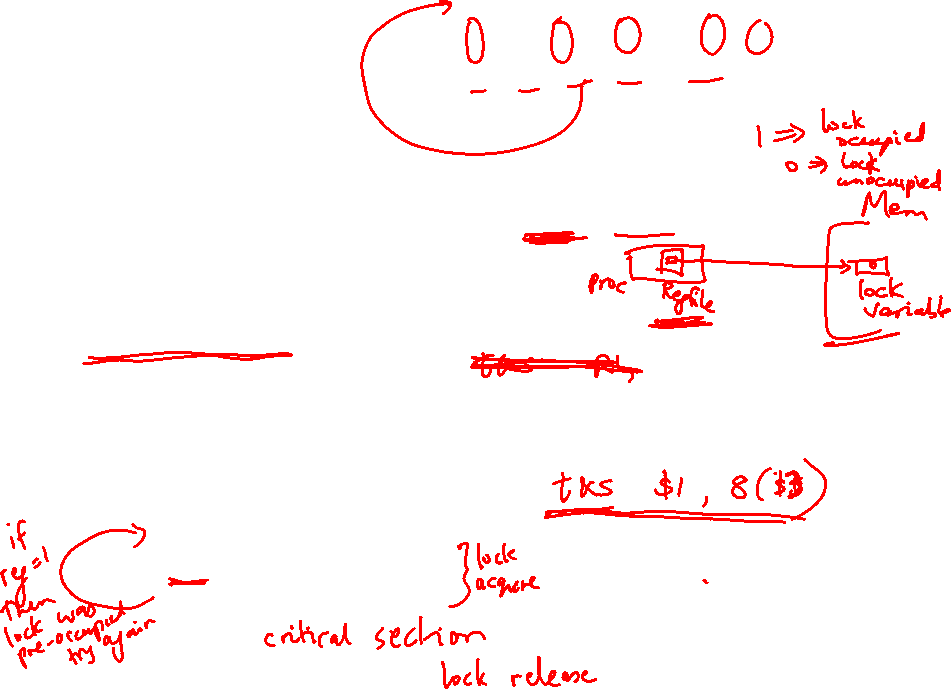 1 ⇒ lock
occupied
0 ⇒ lock
unoccupied
Mem
proc
Regfile
lock
variable
tks $1, 8($3)
if
reg=1
Then
lock was
pre-occupied
try again
lock
acquire
critical section
lock release